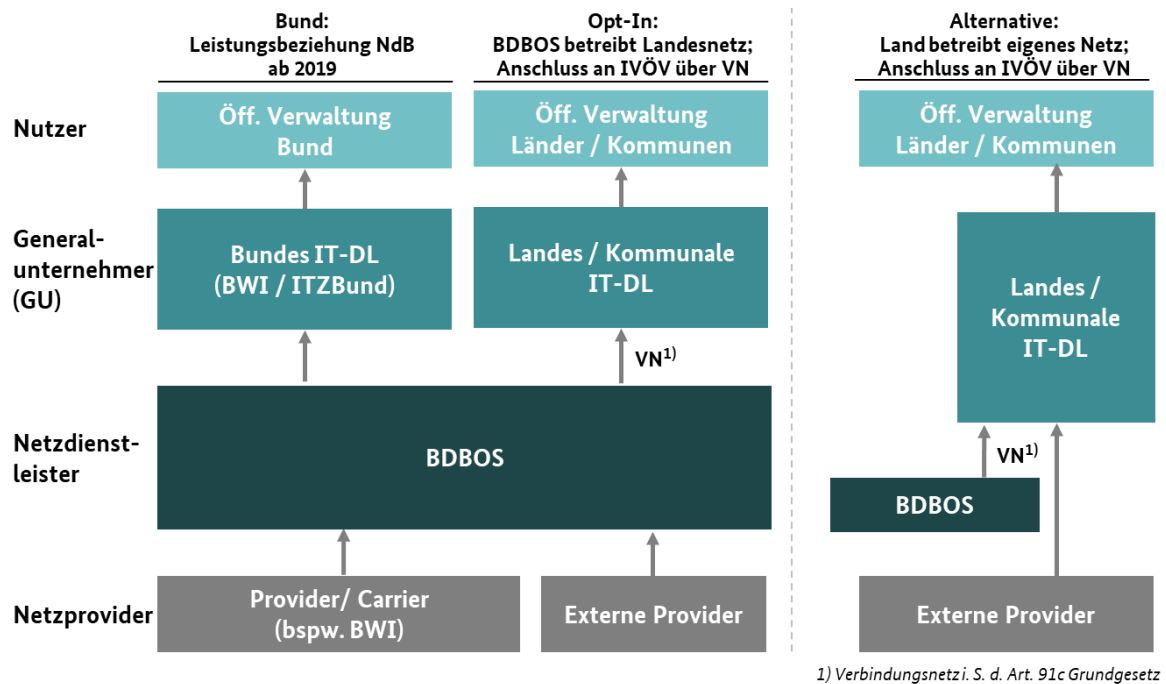 Bund:
Leistungsbeziehung NdB
ab 2019
Opt-In:
BDBOS betreibt Landesnetz;
Anschluss an IVÖV über VN
Alternative:
Land betreibt eigenes Netz;
Anschluss an IVÖV über VN
Nutzer
Öff. Verwaltung
Bund
Öff. Verwaltung
Länder / Kommunen
Öff. Verwaltung
Länder / Kommunen
General-
unternehmer
(GU)
Bundes IT-DL
(BWI / ITZBund)
Landes / Kommunale
IT-DL
Landes /
Kommunale
IT-DL
VN1)
Netzdienst-
leister
BDBOS
VN1)
BDBOS
Netzprovider
Provider/ Carrier
(bspw. BWI)
Externe Provider
Externe Provider
1) Verbindungsnetz i. S. d. Art. 91c Grundgesetz